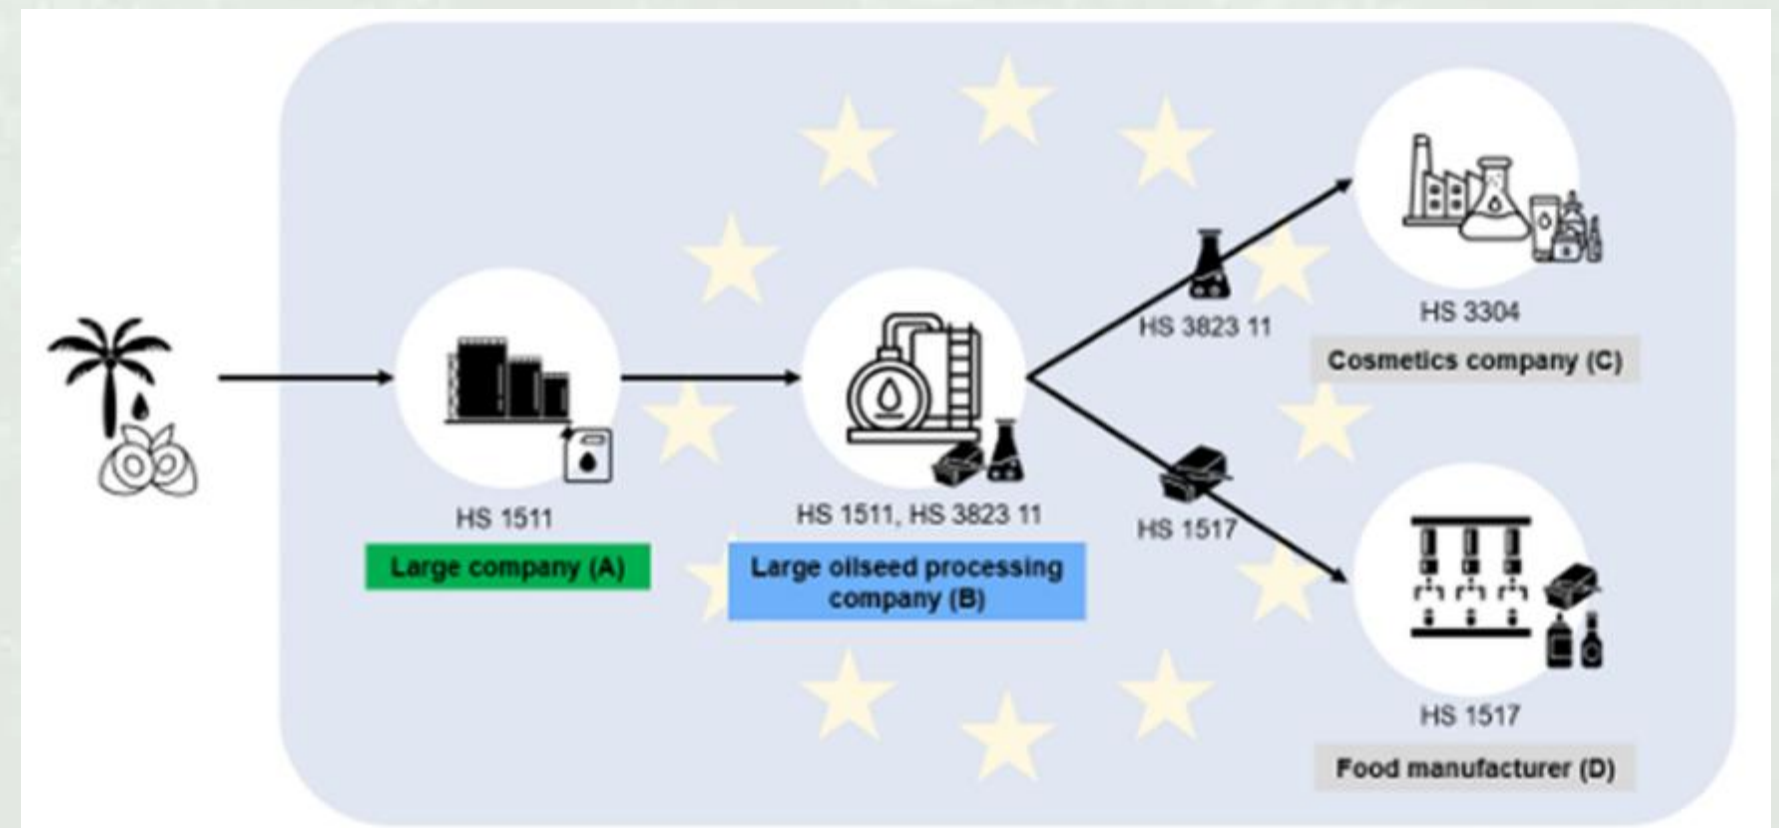 HS 1511
Large company (A)
HS 1511, HS 3823 11
Large oilseed processing
company (B)
HS 3823 11
HS 1517
HS 3304
Cosmetics company (C)
HS 1517
Food manufacturer (D)